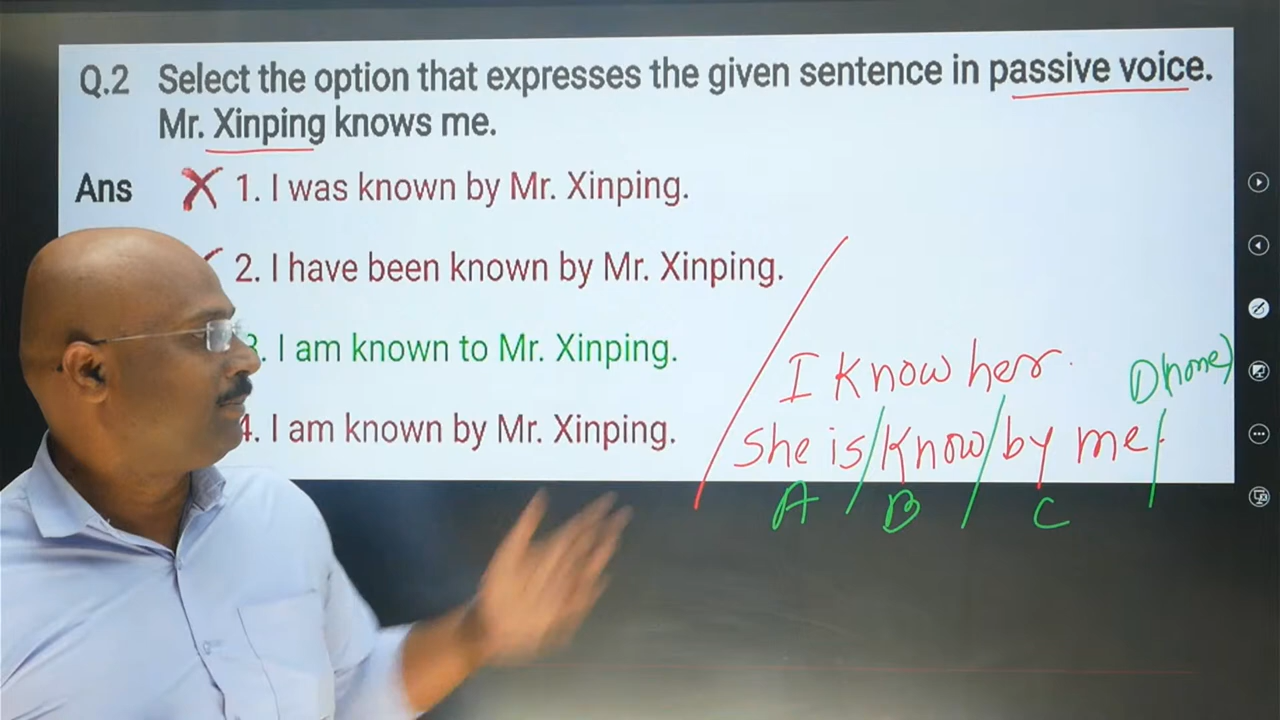 Q.2 Select the option that expresses the given sentence in passive voice.
Mr. Xinping knows me.
Ans X 1. I was known by Mr. Xinping.
2. I have been known by Mr. Xinping.
3. I am known to Mr. Xinping.
4. I am known by Mr. Xinping.
I know her.
D(none)
She is/know/by me/.
A B C